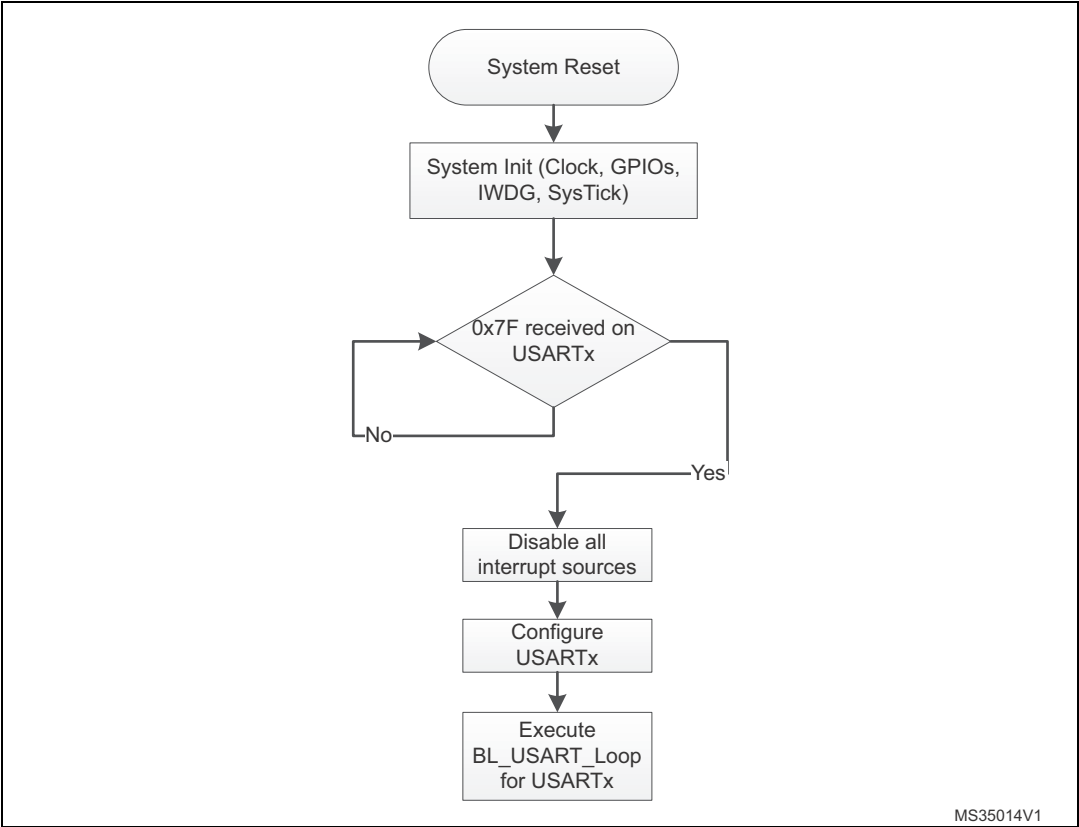 System Reset
System Init (Clock, GPIOs,
IWDG, SysTick)
0x7F received on
USARTx
No
Yes
Disable all
interrupt sources
Configure
USARTx
Execute
BL_USART_Loop
for USARTx
MS35014V1